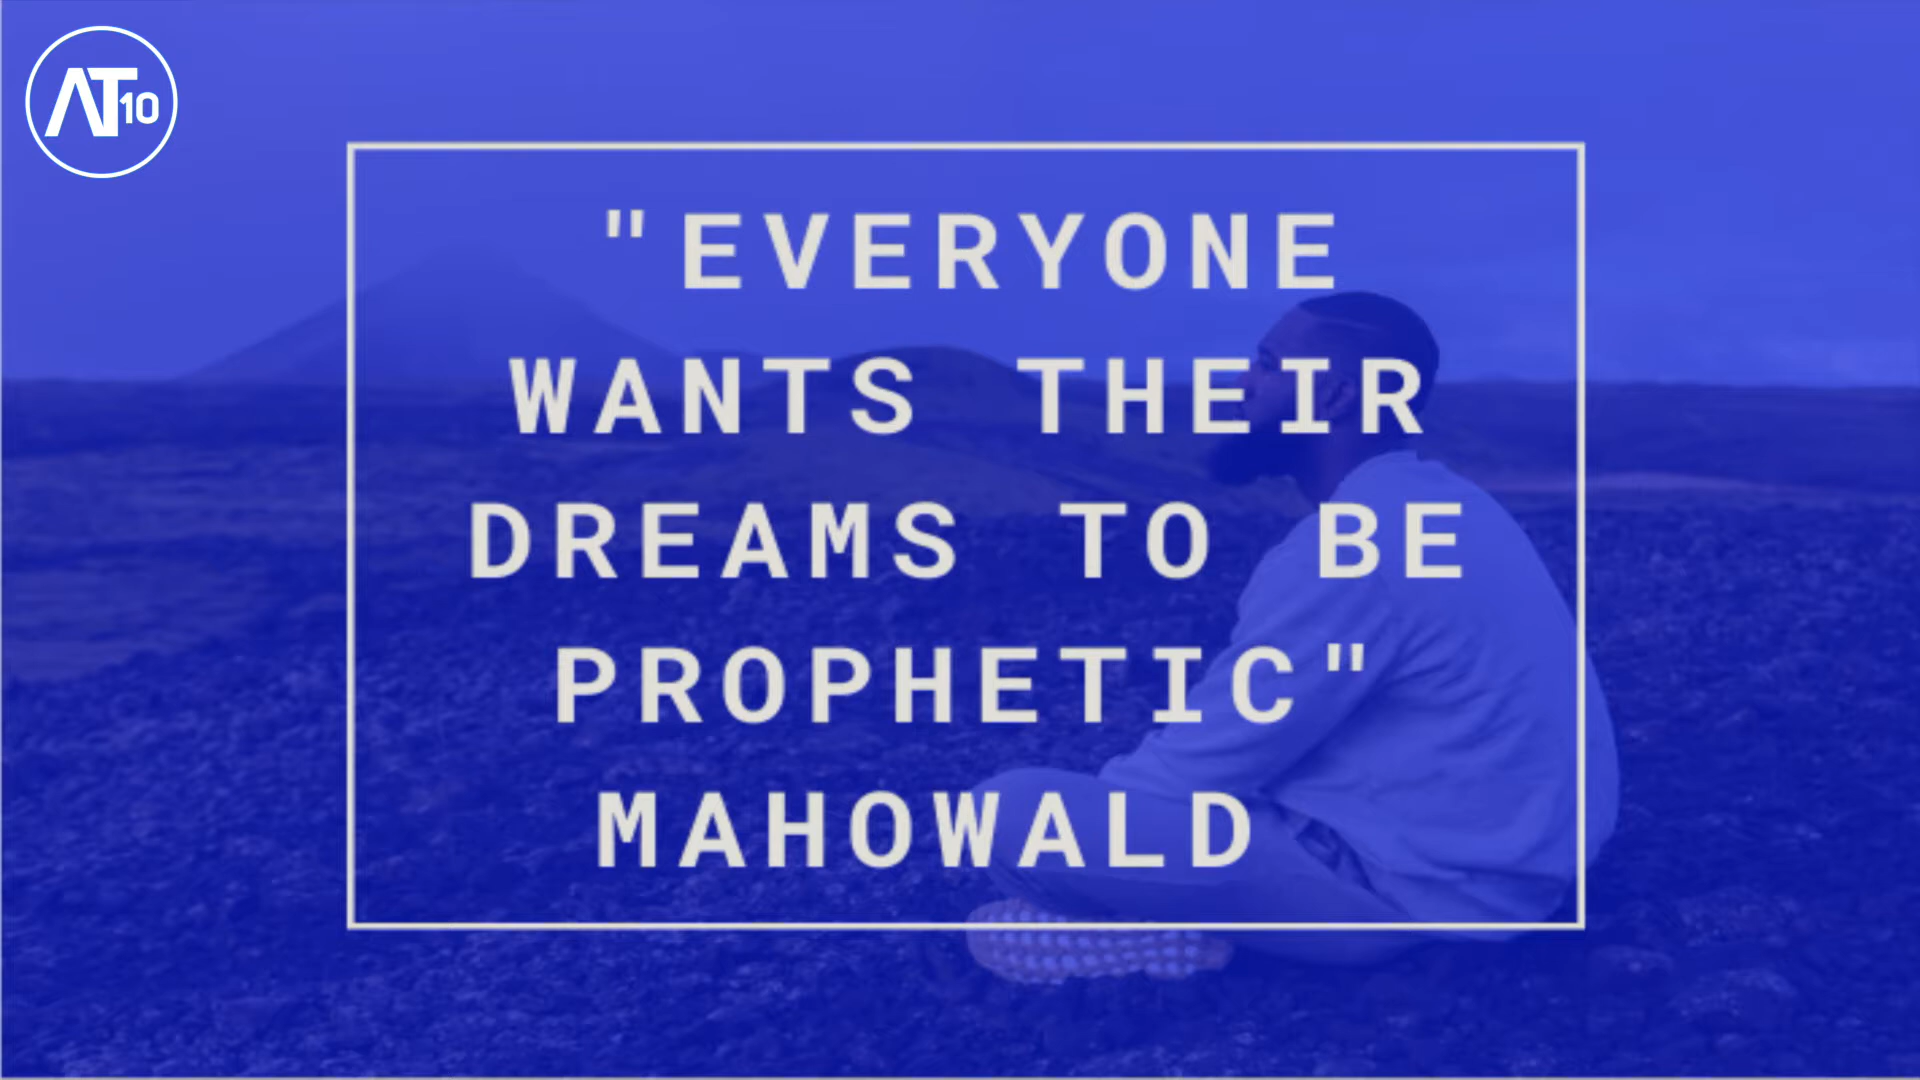 AT10
"EVERYONE
WANTS THEIR
DREAMS TO BE
PROPHETIC"
MAHOWALD